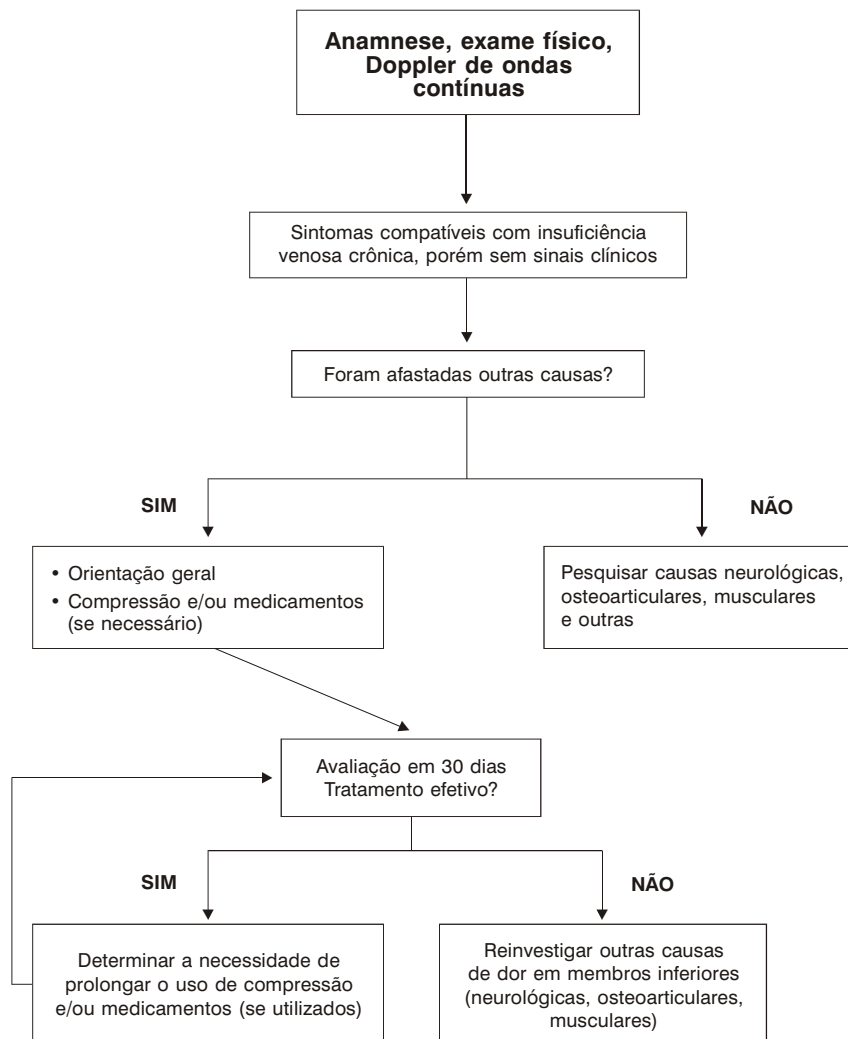 Anamnese, exame físico,
Doppler de ondas
contínuas
Sintomas compatíveis com insuficiência
venosa crônica, porém sem sinais clínicos
Foram afastadas outras causas?
SIM
NÃO
• Orientação geral
• Compressão e/ou medicamentos
(se necessário)
Pesquisar causas neurológicas,
osteoarticulares, musculares
e outras
Avaliação em 30 dias
Tratamento efetivo?
SIM
NÃO
Determinar a necessidade de
prolongar o uso de compressão
e/ou medicamentos (se utilizados)
Reinvestigar outras causas
de dor em membros inferiores
(neurológicas, osteoarticulares,
musculares)